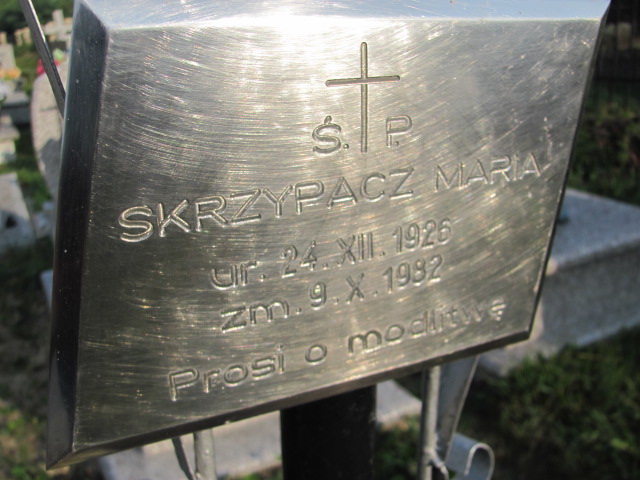 Ś. P.
SKRZYPACZ MARIA
ur. 24. XII. 1926
zm. 9. X. 1982
Prosi o modlitwę